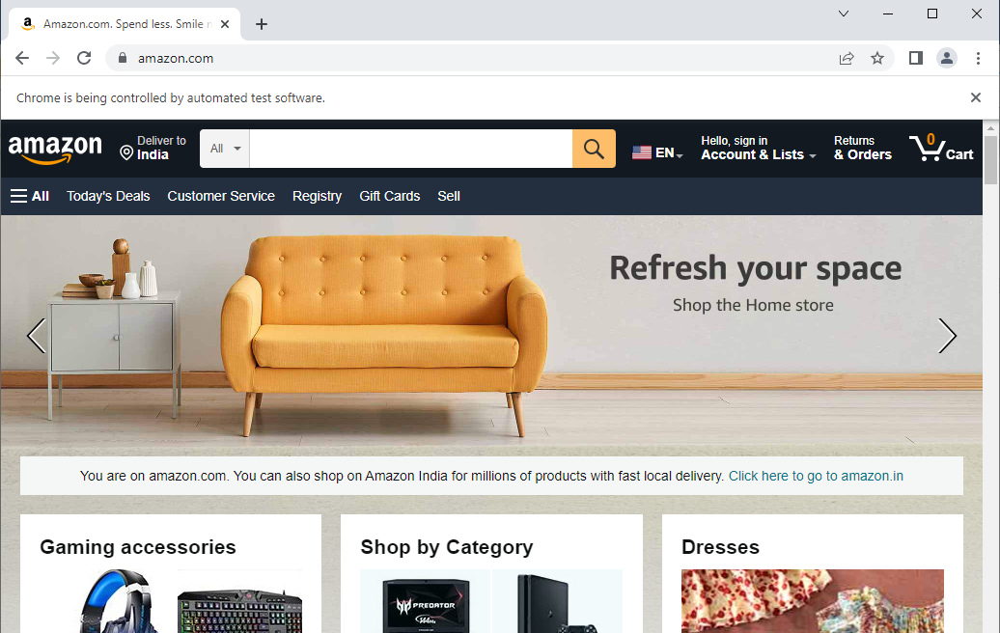 Amazon.com. Spend less. Smile
amazon.com
Chrome is being controlled by automated test software.
amazon
Deliver to
India
All
EN
Hello, sign in
Account & Lists
Returns
& Orders
0
Cart
All
Today's Deals
Customer Service
Registry
Gift Cards
Sell
Refresh your space
Shop the Home store
You are on amazon.com. You can also shop on Amazon India for millions of products with fast local delivery. Click here to go to amazon.in
Gaming accessories
Shop by Category
Dresses
PREDATOR